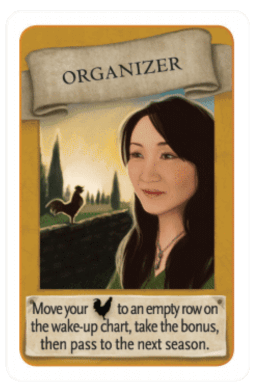 ORGANIZER
Move your to an empty row on
the wake-up chart, take the bonus,
then pass to the next season.